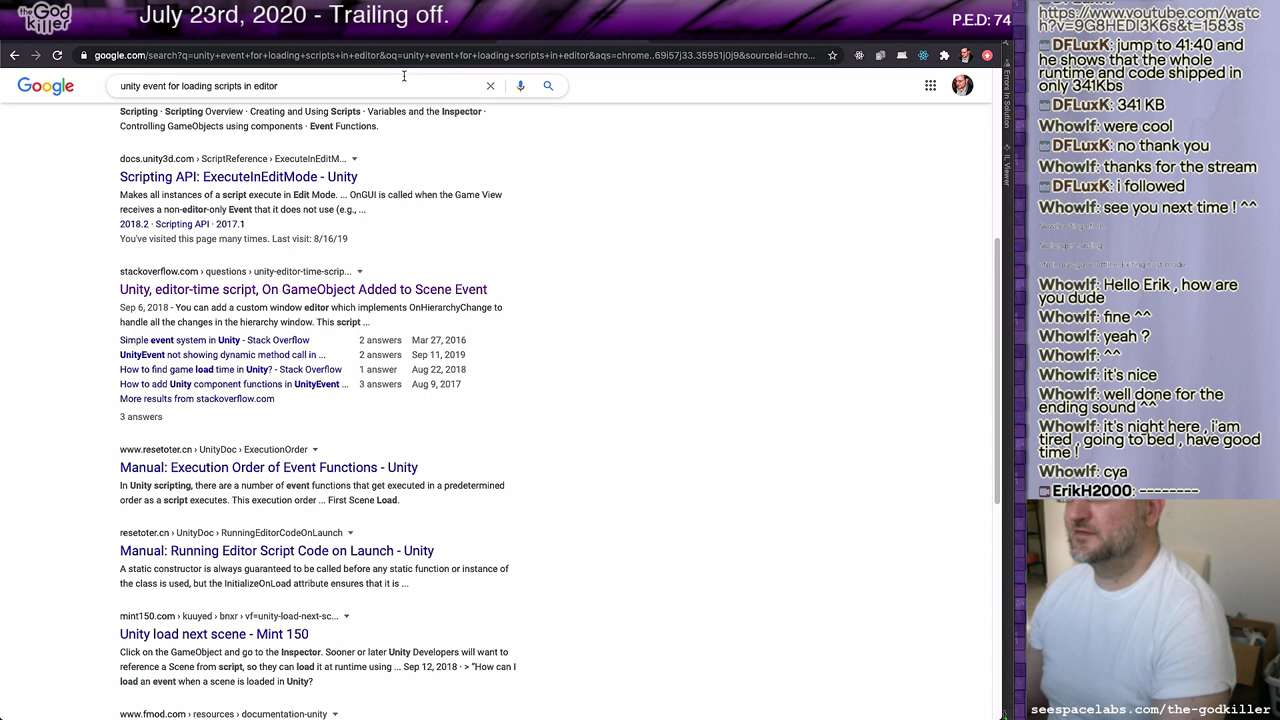 the God killer
July 23rd, 2020 - Trailing off.
P.E.D: 74
google.com/search?q=unity+event+for+loading+scripts+in+editor&oq=unity+event+for+loading+scripts+in+editor&aqs=chrome..69i57j33.35951j0j9&sourceid=chro...
Google
unity event for loading scripts in editor
Scripting · Scripting Overview · Creating and Using Scripts · Variables and the Inspector ·
Controlling GameObjects using components · Event Functions.
docs.unity3d.com › ScriptReference › ExecuteInEditM...
Scripting API: ExecuteInEditMode - Unity
Makes all instances of a script execute in Edit Mode. ... OnGUI is called when the Game View
receives a non-editor-only Event that it does not use (e.g., ...
2018.2 · Scripting API · 2017.1
You've visited this page many times. Last visit: 8/16/19
stackoverflow.com › questions › unity-editor-time-scrip...
Unity, editor-time script, On GameObject Added to Scene Event
Sep 6, 2018 - You can add a custom window editor which implements OnHierarchyChange to
handle all the changes in the hierarchy window. This script ...
Simple event system in Unity - Stack Overflow 2 answers Mar 27, 2016
UnityEvent not showing dynamic method call in ... 2 answers Sep 11, 2019
How to find game load time in Unity? - Stack Overflow 1 answer Aug 22, 2018
How to add Unity component functions in UnityEvent ... 3 answers Aug 9, 2017
More results from stackoverflow.com
3 answers
www.resetoter.cn › UnityDoc › ExecutionOrder
Manual: Execution Order of Event Functions - Unity
In Unity scripting, there are a number of event functions that get executed in a predetermined
order as a script executes. This execution order ... First Scene Load.
resetoter.cn › UnityDoc › RunningEditorCodeOnLaunch
Manual: Running Editor Script Code on Launch - Unity
A static constructor is always guaranteed to be called before any static function or instance of
the class is used, but the InitializeOnLoad attribute ensures that it is ...
mint150.com › kuuyed › bnxr › vf=unity-load-next-sc...
Unity load next scene - Mint 150
Click on the GameObject and go to the Inspector. Sooner or later Unity Developers will want to
reference a Scene from script, so they can load it at runtime using ... Sep 12, 2018 · > "How can I
load an event when a scene is loaded in Unity?
www.fmod.com › resources › documentation-unity
Errors In Solution
IL Viewer
https://www.youtube.com/watc
h?v=9G8HEDI3K6s&t=1583s
DFLuxK: jump to 41:40 and
he shows that the whole
runtime and code shipped in
only 341Kbs
DFLuxK: 341 KB
WhowIf: were cool
DFLuxK: no thank you
WhowIf: thanks for the stream
DFLuxK: i followed
WhowIf: see you next time ! ^^
WhowIf: Hello Erik , how are
you dude
WhowIf: fine ^^
WhowIf: yeah ?
WhowIf: ^^
WhowIf: it's nice
WhowIf: well done for the
ending sound ^^
WhowIf: it's night here , i'am
tired , going to bed , have good
time !
WhowIf: cya
ErikH2000: --------
seespacelabs.com/the-godkiller